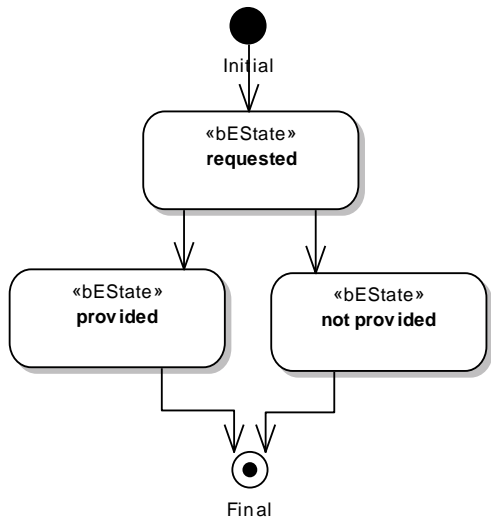 Initial
«bEState»
requested
«bEState»
provided
«bEState»
not provided
Final